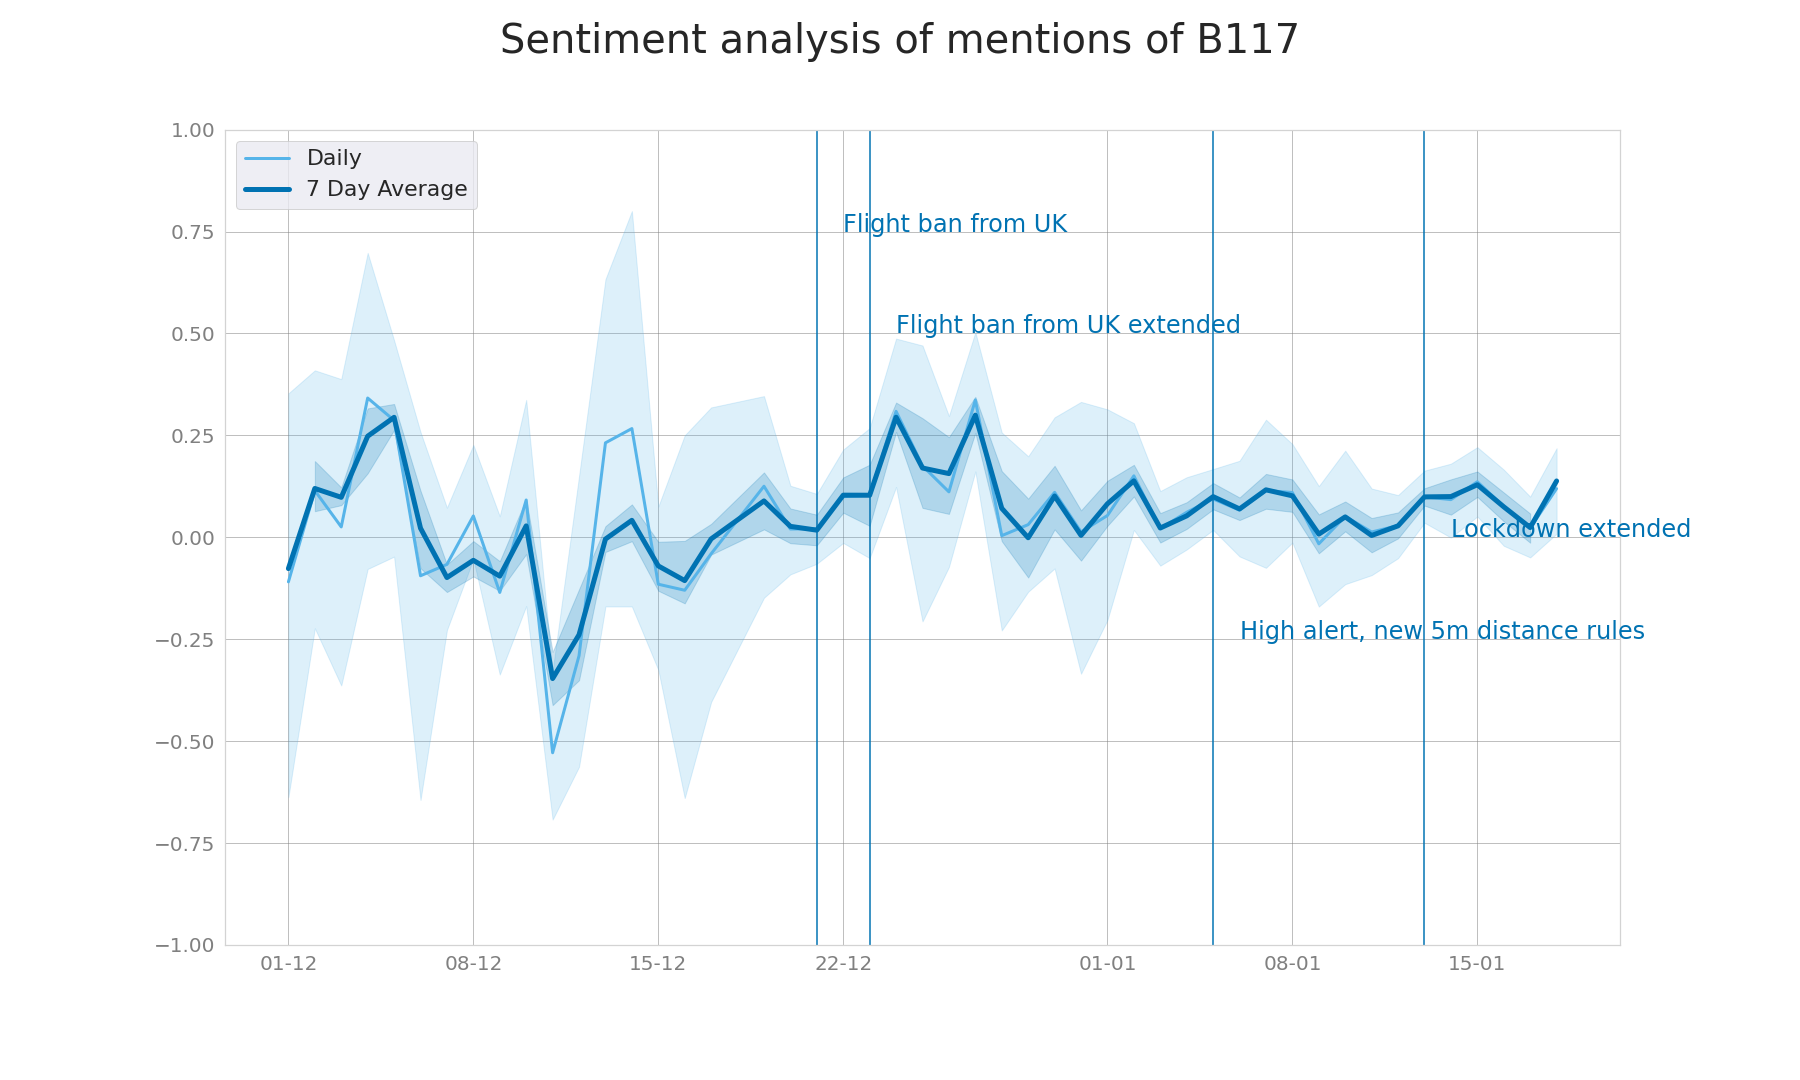 Sentiment analysis of mentions of B117
1.00
0.75
0.50
0.25
0.00
−0.25
−0.50
−0.75
−1.00
Daily
7 Day Average
Flight ban from UK
Flight ban from UK extended
Lockdown extended
High alert, new 5m distance rules
01-12
08-12
15-12
22-12
01-01
08-01
15-01